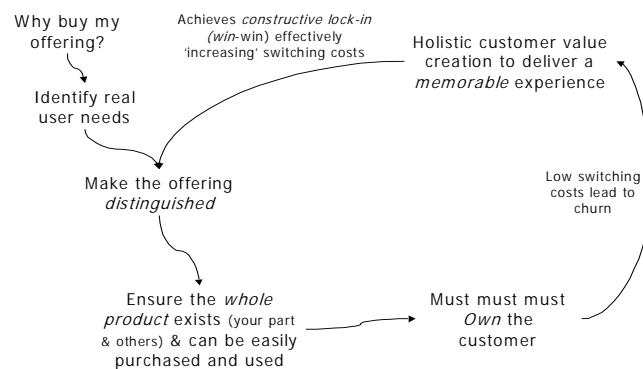 Why buy my
offering?
Achieves constructive lock-in
(win-win) effectively
'increasing' switching costs
Holistic customer value
creation to deliver a
memorable experience
Identify real
user needs
Make the offering
distinguished
Low switching
costs lead to
churn
Ensure the whole
product exists (your part
& others) & can be easily
purchased and used
Must must must
Own the
customer